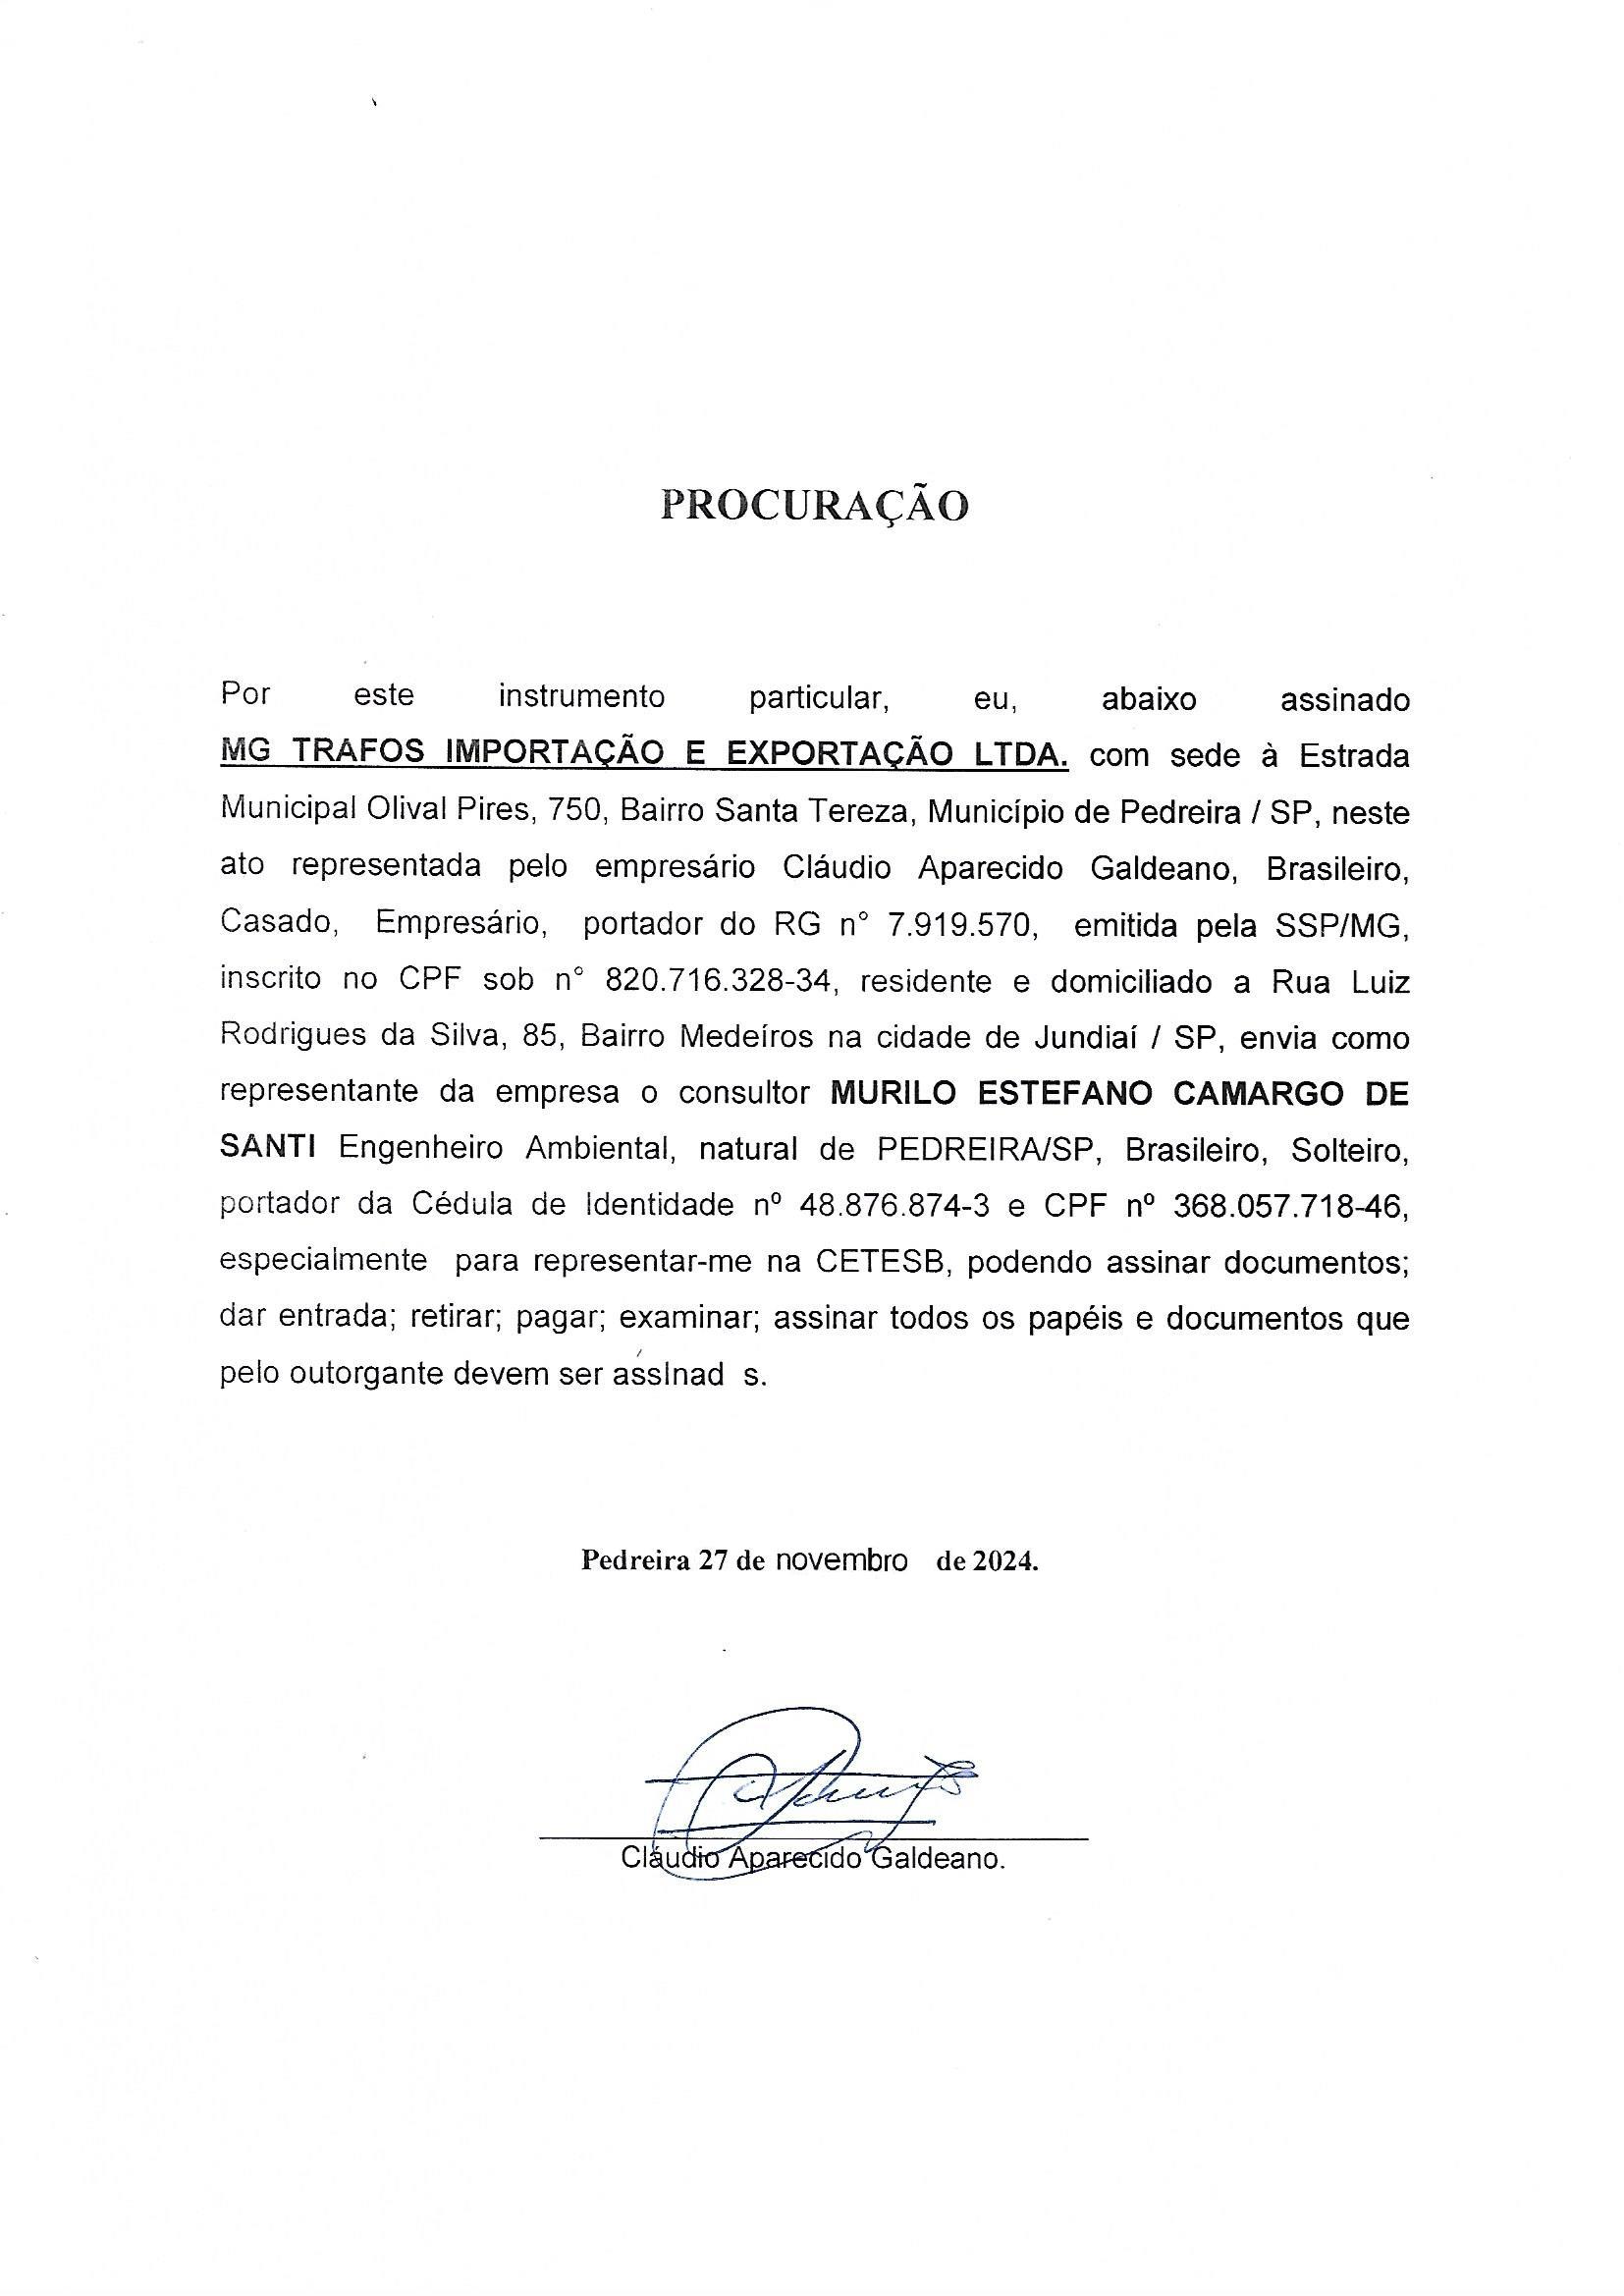 PROCURAÇÃO
Por este instrumento particular, eu, abaixo assinado
MG TRAFOS IMPORTAÇÃO E EXPORTAÇÃO LTDA. com sede à Estrada
Municipal Olival Pires, 750, Bairro Santa Tereza, Município de Pedreira / SP, neste
ato representada pelo empresário Cláudio Aparecido Galdeano, Brasileiro,
Casado, Empresário, portador do RG n° 7.919.570, emitida pela SSP/MG,
inscrito no CPF sob n° 820.716.328-34, residente e domiciliado a Rua Luiz
Rodrigues da Silva, 85, Bairro Medeiros na cidade de Jundiaí / SP, envia como
representante da empresa o consultor MURILO ESTEFANO CAMARGO DE
SANTI Engenheiro Ambiental, natural de PEDREIRA/SP, Brasileiro, Solteiro,
portador da Cédula de Identidade nº 48.876.874-3 e CPF nº 368.057.718-46,
especialmente para representar-me na CETESB, podendo assinar documentos;
dar entrada; retirar; pagar; examinar; assinar todos os papéis e documentos que
pelo outorgante devem ser assinad s.
Pedreira 27 de novembro de 2024.
Cláudio Aparecido Galdeano.